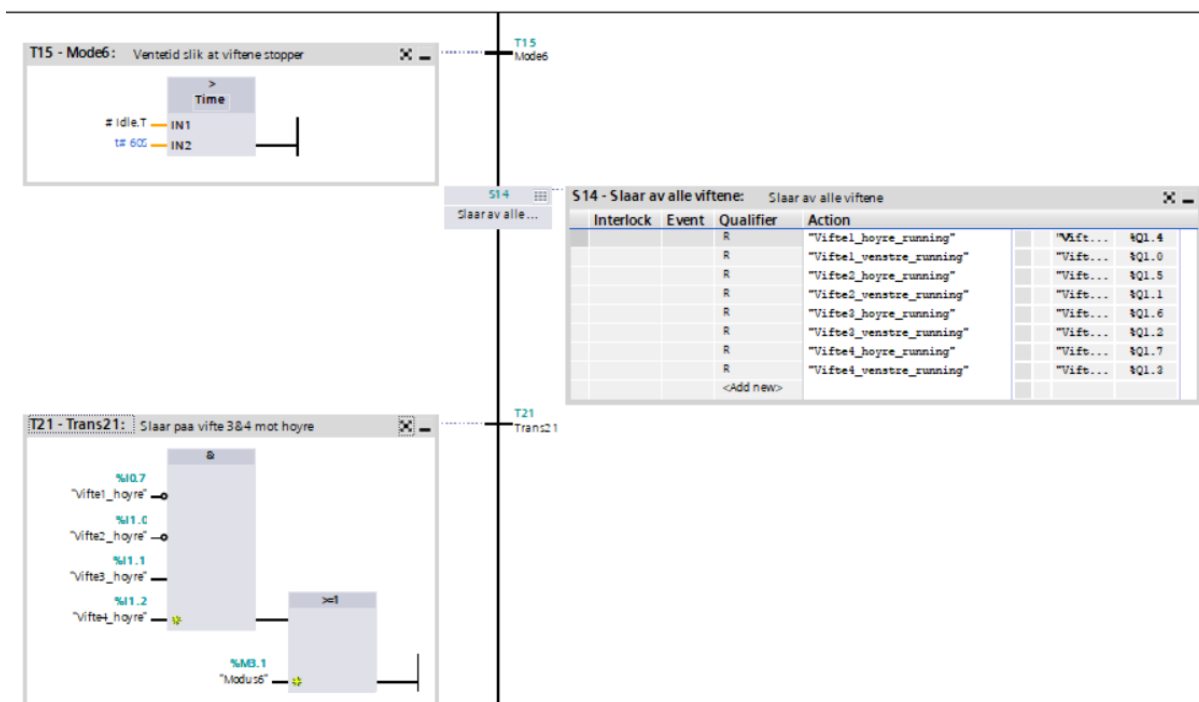 T15 - Mode6: Ventetid slik at viftene stopper
T15
Mode6
>
Time
# Idle.T
IN1
t# 60S
IN2
S14
Slaar av alle ...
S14 - Slaar av alle viftene: Slaar av alle viftene
Interlock Event Qualifier Action
R "Vifte1_hoyre_running" "Vift... %Q1.4
R "Vifte1_venstre_running" "Vift... %Q1.0
R "Vifte2_hoyre_running" "Vift... %Q1.5
R "Vifte2_venstre_running" "Vift... %Q1.1
R "Vifte3_hoyre_running" "Vift... %Q1.6
R "Vifte3_venstre_running" "Vift... %Q1.2
R "Vifte4_hoyre_running" "Vift... %Q1.7
R "Vifte4_venstre_running" "Vift... %Q1.3
<Add new>
T21 - Trans21: Slaar paa vifte 3&4 mot hoyre
T21
Trans21
&
%I0.7
"Vifte1_hoyre"
%I1.0
"Vifte2_hoyre"
%I1.1
"Vifte3_hoyre"
%I1.2
"Vifte4_hoyre"
>=1
%M3.1
"Modus6"